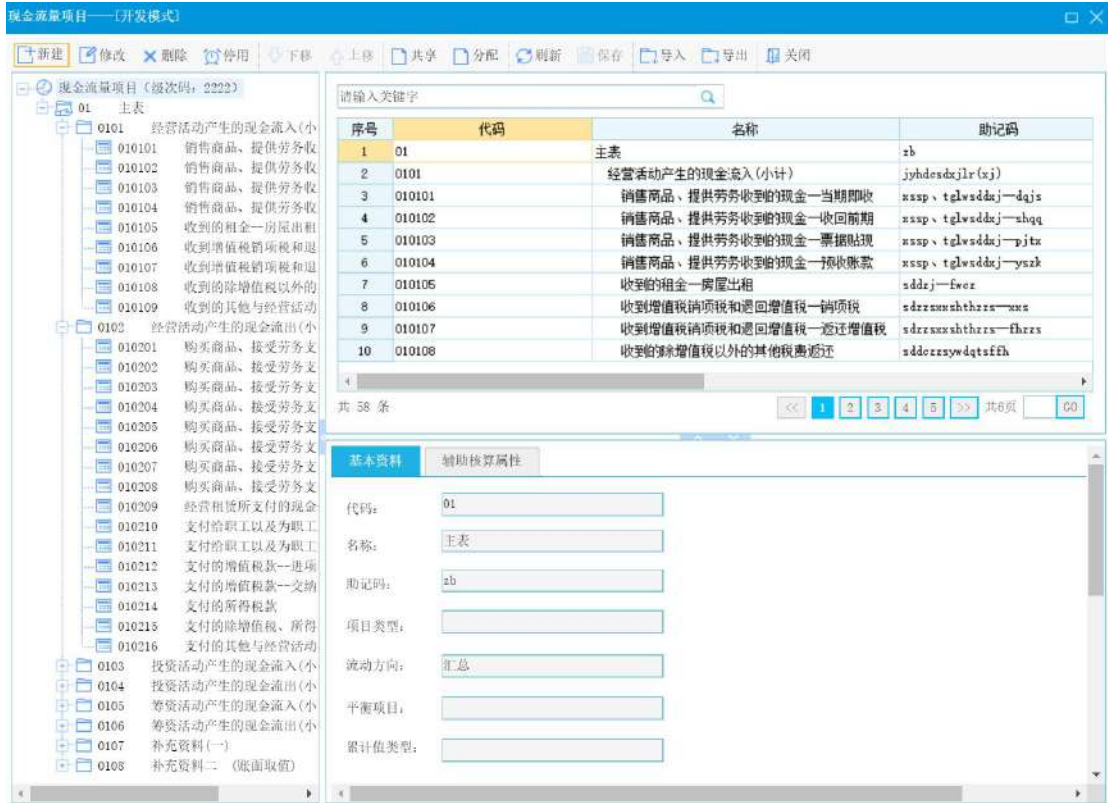 现金流量项目——[开发模式]
新建 修改 删除 停用 下移 上移 共享 分配 刷新 保存 导入 导出 关闭
现金流量项目(级次码: 2222)
01 主表
0101 经营活动产生的现金流入(小
010101 销售商品、提供劳务收
010102 销售商品、提供劳务收
010103 销售商品、提供劳务收
010104 销售商品、提供劳务收
010105 收到的租金--房屋出租
010106 收到增值税销项税和退
010107 收到增值税销项税和退
010108 收到的除增值税以外的
010109 收到的其他与经营活动
0102 经营活动产生的现金流出(小
010201 购买商品、接受劳务支
010202 购买商品、接受劳务支
010203 购买商品、接受劳务支
010204 购买商品、接受劳务支
010205 购买商品、接受劳务支
010206 购买商品、接受劳务支
010207 购买商品、接受劳务支
010208 购买商品、接受劳务支
010209 经营租赁所支付的现金
010210 支付给职工以及为职工
010211 支付给职工以及为职工
010212 支付的增值税款--进项
010213 支付的增值税款--交纳
010214 支付的所得税款
010215 支付的除增值税、所得
010216 支付的其他与经营活动
0103 投资活动产生的现金流入(小
0104 投资活动产生的现金流出(小
0105 筹资活动产生的现金流入(小
0106 筹资活动产生的现金流出(小
0107 补充资料(一)
0108 补充资料二 (账面取值)
请输入关键字
序号 代码 名称 助记码
1 01 主表 zb
2 0101 经营活动产生的现金流入(小计) jyhdcsdxjlr(xj)
3 010101 销售商品、提供劳务收到的现金—当期即收 xssp、tglwsddxj—dqjs
4 010102 销售商品、提供劳务收到的现金—收回前期 xssp、tglwsddxj—shqq
5 010103 销售商品、提供劳务收到的现金—票据贴现 xssp、tglwsddxj—pjtx
6 010104 销售商品、提供劳务收到的现金—预收账款 xssp、tglwsddxj—yszk
7 010105 收到的租金—房屋出租 sddzj—fwcz
8 010106 收到增值税销项税和退回增值税—销项税 sdzzsxxshthzzs—xxs
9 010107 收到增值税销项税和退回增值税—返还增值税 sdzzsxxshthzzs—fhzzs
10 010108 收到的除增值税以外的其他税费返还 sddczzsywdqtsffh
共 58 条 << 1 2 3 4 5 >> 共6页 GO
基本资料 辅助核算属性
代码: 01
名称: 主表
助记码: zb
项目类型:
流动方向: 汇总
平衡项目:
累计值类型: